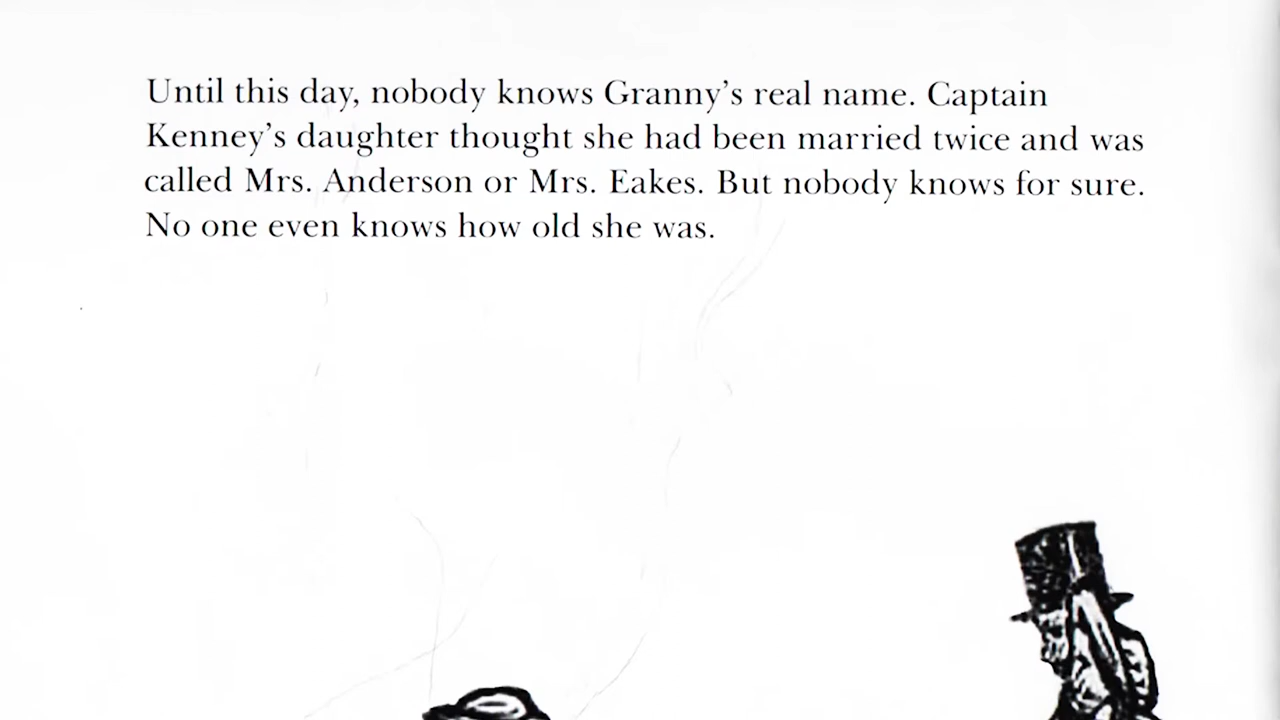 Until this day, nobody knows Granny’s real name. Captain
Kenney’s daughter thought she had been married twice and was
called Mrs. Anderson or Mrs. Eakes. But nobody knows for sure.
No one even knows how old she was.